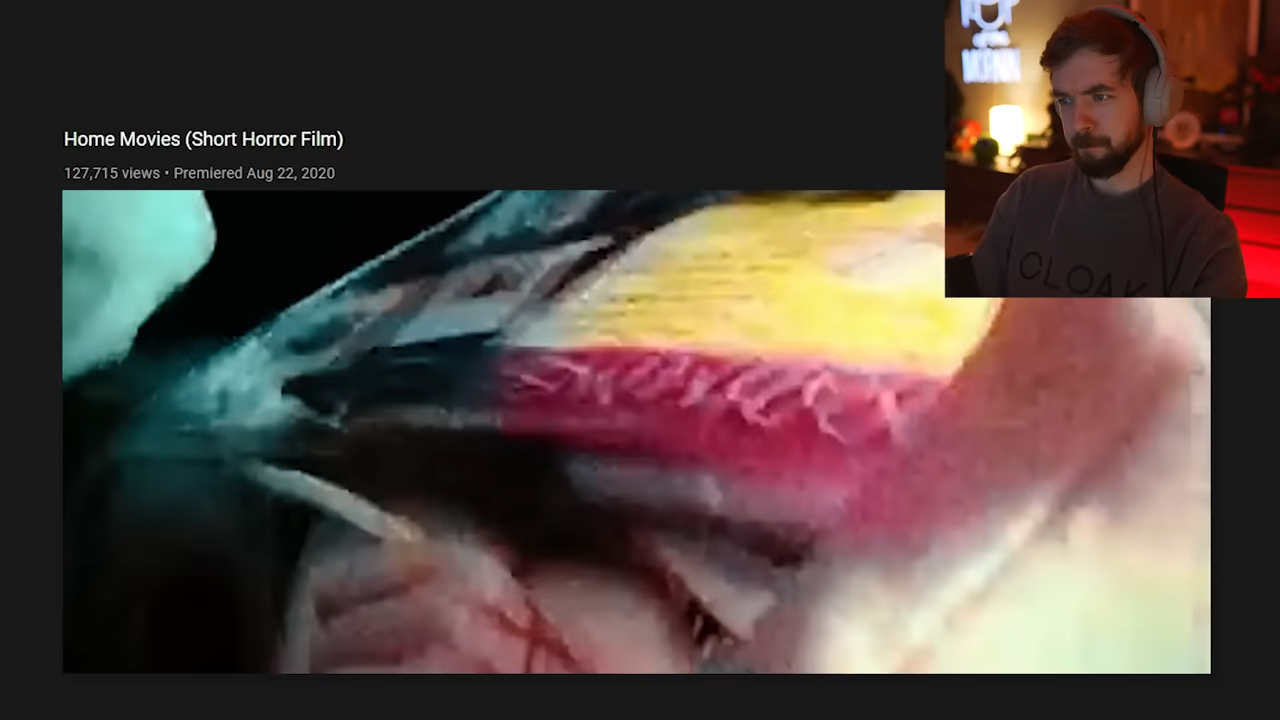 Home Movies (Short Horror Film)
127,715 views • Premiered Aug 22, 2020
CLOAK